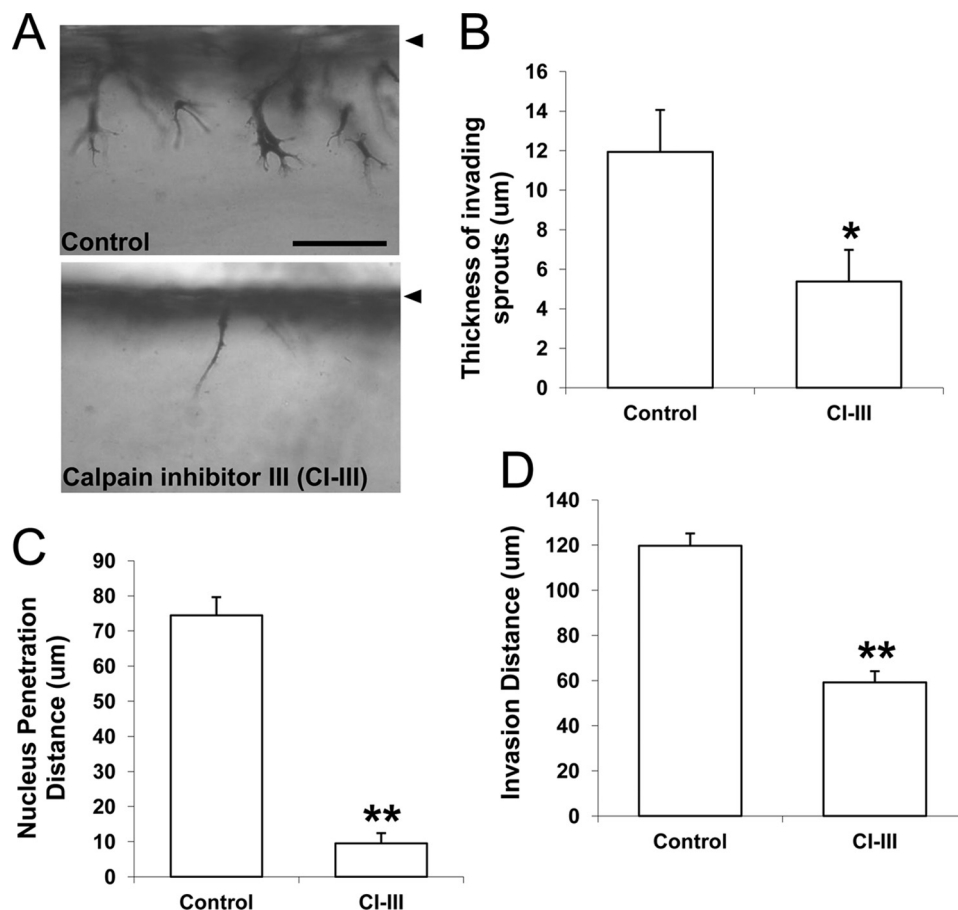 A
Control
Calpain inhibitor III (CI-III)
B
Thickness of invading
sprouts (um)
16
14
12
10
8
6
4
2
0
*
Control
CI-III
C
Nucleus Penetration
Distance (um)
90
80
70
60
50
40
30
20
10
0
**
Control
CI-III
D
Invasion Distance (um)
140
120
100
80
60
40
20
0
**
Control
CI-III